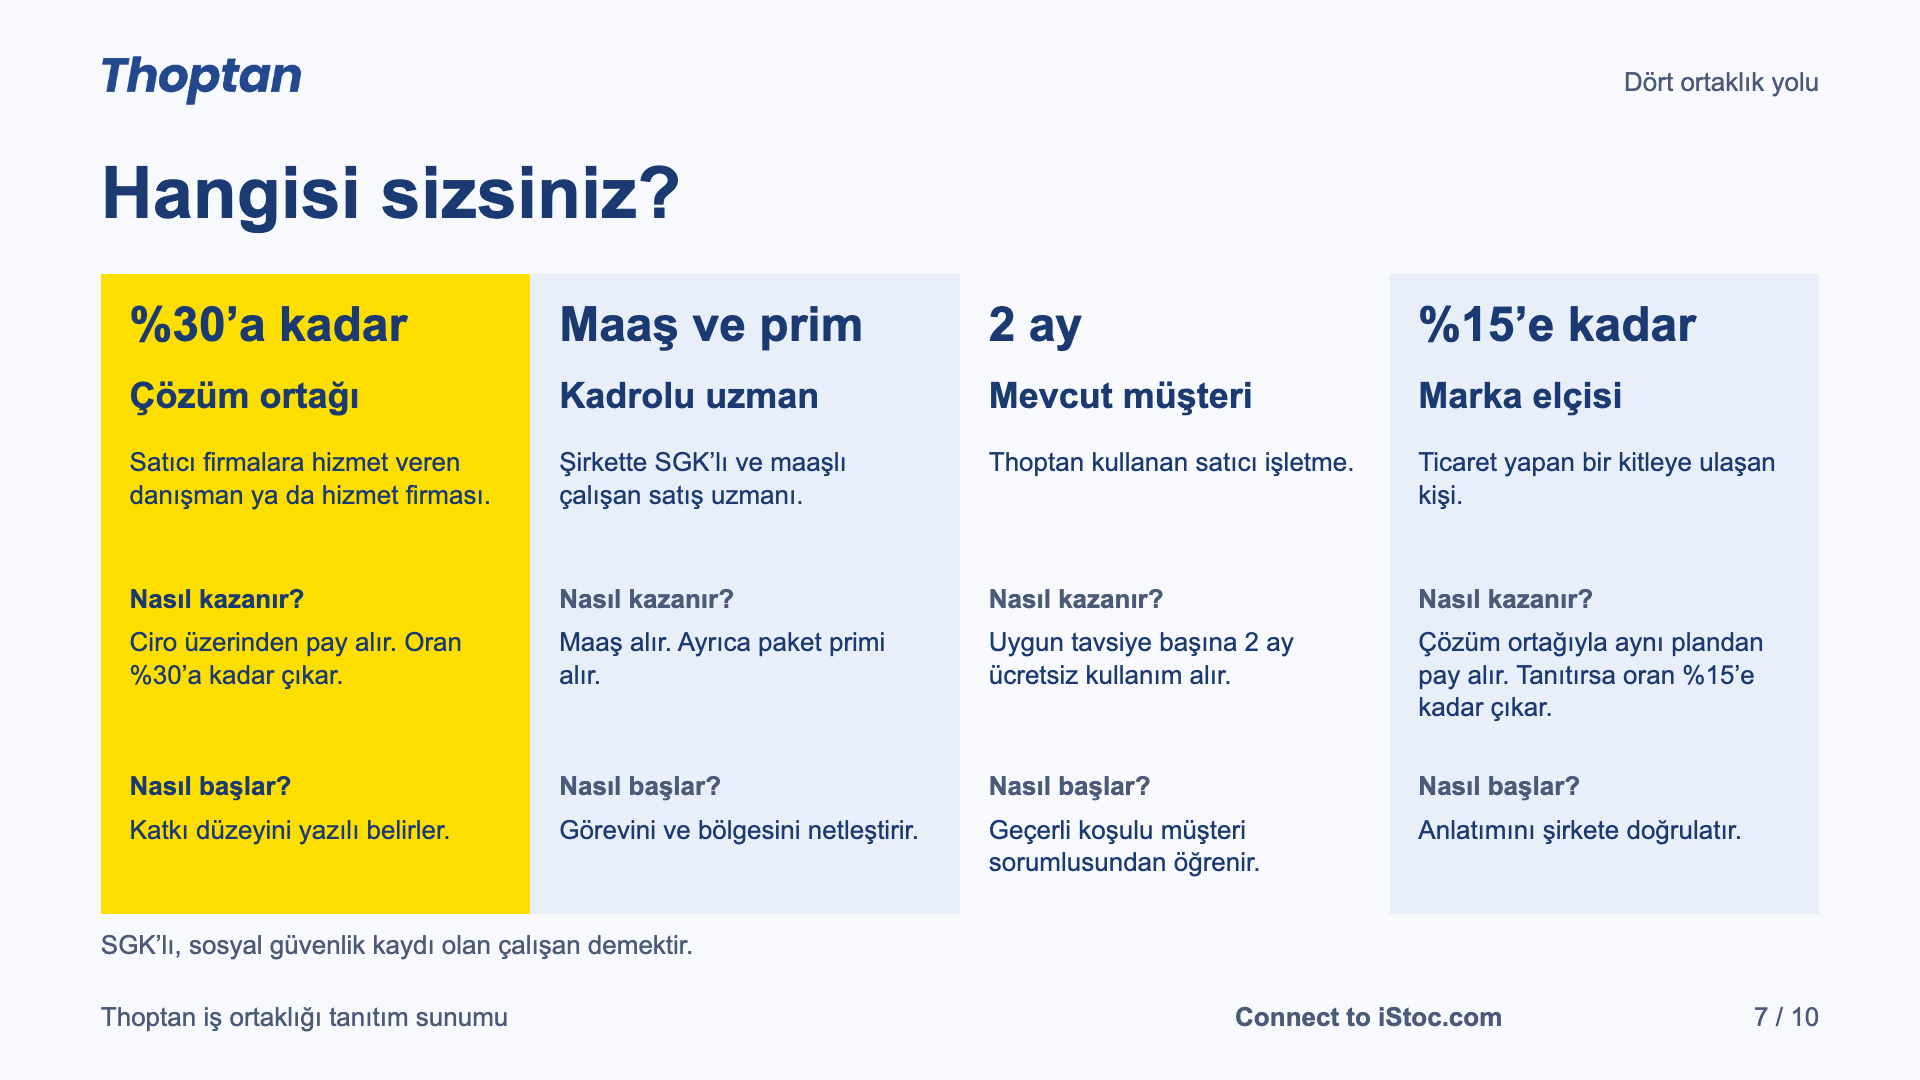 Thoptan
Dört ortaklık yolu
Hangisi sizsiniz?
%30’a kadar
Çözüm ortağı
Satıcı firmalara hizmet veren
danışman ya da hizmet firması.
Nasıl kazanır?
Ciro üzerinden pay alır. Oran
%30’a kadar çıkar.
Nasıl başlar?
Katkı düzeyini yazılı belirler.
Maaş ve prim
Kadrolu uzman
Şirkette SGK’lı ve maaşlı
çalışan satış uzmanı.
Nasıl kazanır?
Maaş alır. Ayrıca paket primi
alır.
Nasıl başlar?
Görevini ve bölgesini netleştirir.
2 ay
Mevcut müşteri
Thoptan kullanan satıcı işletme.
Nasıl kazanır?
Uygun tavsiye başına 2 ay
ücretsiz kullanım alır.
Nasıl başlar?
Geçerli koşulu müşteri
sorumlusundan öğrenir.
%15’e kadar
Marka elçisi
Ticaret yapan bir kitleye ulaşan
kişi.
Nasıl kazanır?
Çözüm ortağıyla aynı plandan
pay alır. Tanıtırsa oran %15’e
kadar çıkar.
Nasıl başlar?
Anlatımını şirkete doğrulatır.
SGK’lı, sosyal güvenlik kaydı olan çalışan demektir.
Thoptan iş ortaklığı tanıtım sunumu
Connect to iStoc.com
7 / 10